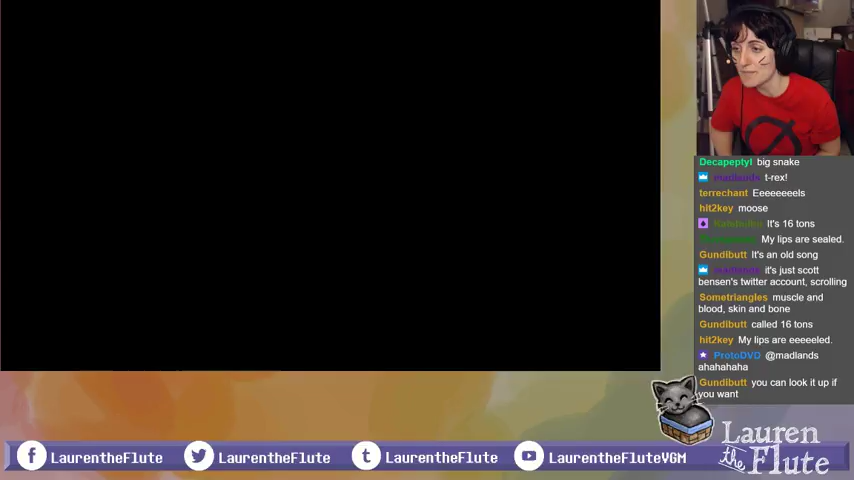 Decapeptyl big snake
madlands t-rex!
terrechant Eeeeeeeels
hit2key moose
It's 16 tons
My lips are sealed.
Gundibutt It's an old song
madlands it's just scott
bensen's twitter account, scrolling
Sometriangles muscle and
blood, skin and bone
Gundibutt called 16 tons
hit2key My lips are eeeeeled.
ProtoDVD @madlands
ahahahaha
Gundibutt you can look it up if
you want
Lauren
the Flute
LaurentheFlute
LaurentheFlute
LaurentheFlute
LaurentheFluteVGM